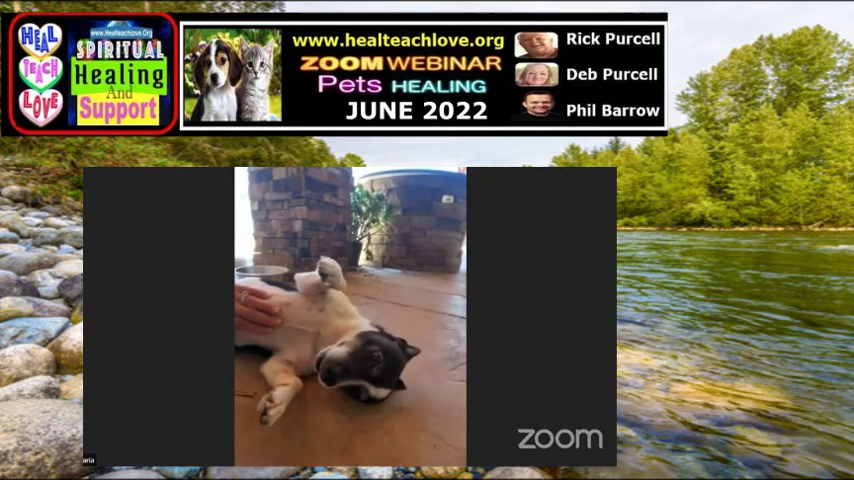 HEAL
TEACH
LOVE
www.HealteachLove.Org
SPIRITUAL
Healing
And
Support
www.healteachlove.org
ZOOM WEBINAR
Pets HEALING
JUNE 2022
Rick Purcell
Deb Purcell
Phil Barrow
aria
zoom